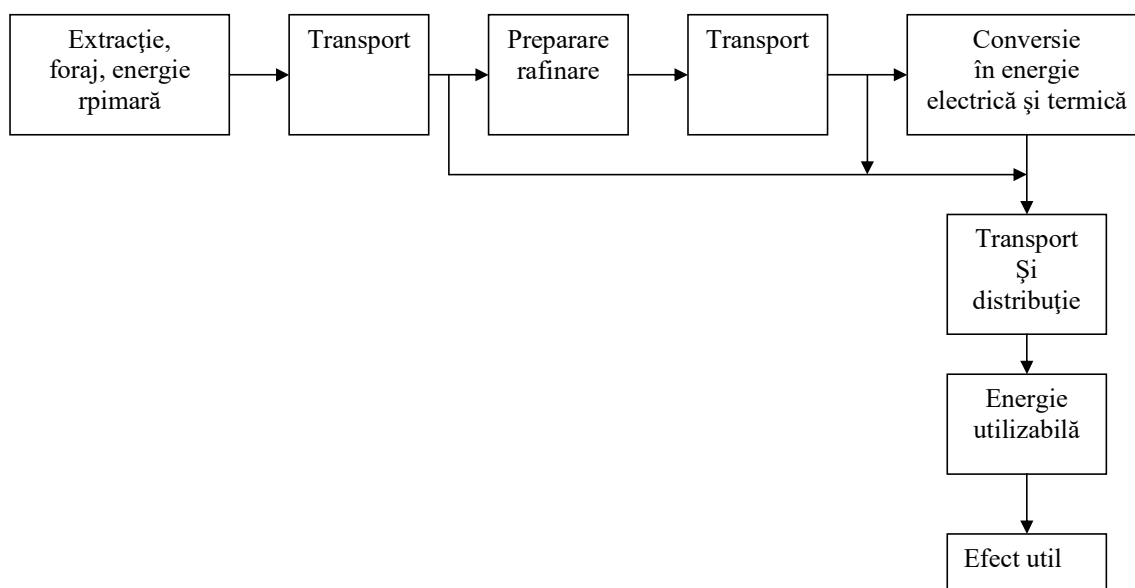 Extracţie,
foraj, energie
rpimară
Transport
Preparare
rafinare
Transport
Conversie
în energie
electrică şi termică
Transport
Şi
distribuţie
Energie
utilizabilă
Efect util